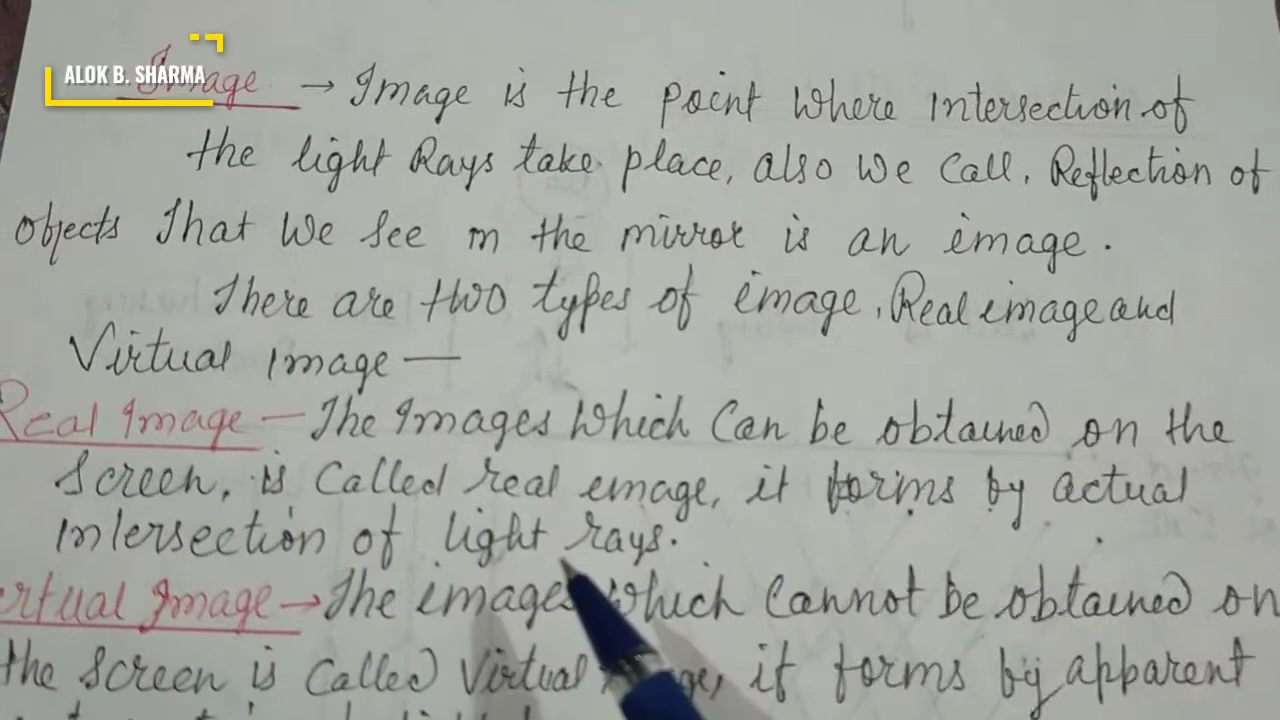 ALOK B. SHARMA
Image → Image is the point where intersection of
the light Rays take place, also we call, Reflection of
objects That we see in the mirror is an image.
There are two types of image, Real image and
Virtual Image —
Real Image — The Images which can be obtained on the
Screen, is called real image, it forms by actual
intersection of light rays.
rtual Image → The images which cannot be obtained on
the Screen is called Virtual it forms by apparent